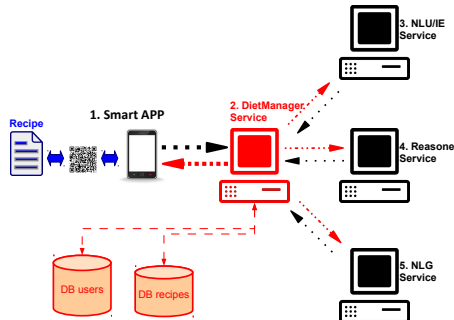 3. NLU/IE
Service
1. Smart APP
2. DietManager
Service
Recipe
4. Reasone
Service
5. NLG
Service
DB users
DB recipes